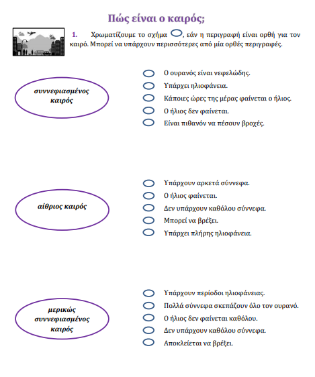 Πώς είναι ο καιρός;
1. Χρωματίζουμε το σχήμα , εάν η περιγραφή είναι ορθή για τον
καιρό. Μπορεί να υπάρχουν περισσότερες από μία ορθές περιγραφές.
συννεφιασμένος
καιρός
Ο ουρανός είναι νεφελώδης.
Υπάρχει ηλιοφάνεια.
Κάποιες ώρες της μέρας φαίνεται ο ήλιος.
Ο ήλιος δεν φαίνεται.
Είναι πιθανόν να πέσουν βροχές.
αίθριος καιρός
Υπάρχουν αρκετά σύννεφα.
Ο ήλιος φαίνεται.
Δεν υπάρχουν καθόλου σύννεφα.
Μπορεί να βρέξει.
Υπάρχει πλήρης ηλιοφάνεια.
μερικώς
συννεφιασμένος
καιρός
Υπάρχουν περίοδοι ηλιοφάνειας.
Πολλά σύννεφα σκεπάζουν όλο τον ουρανό.
Ο ήλιος δεν φαίνεται καθόλου.
Δεν υπάρχουν καθόλου σύννεφα.
Αποκλείεται να βρέξει.